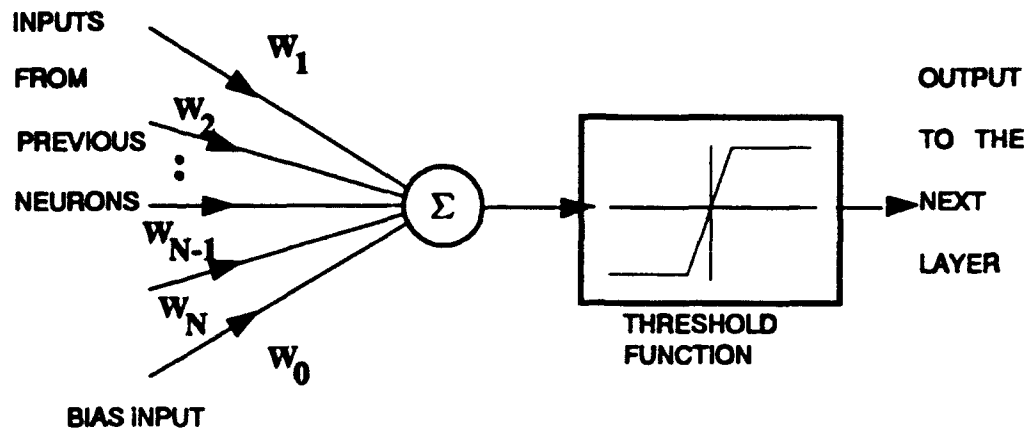 INPUTS
FROM
PREVIOUS
NEURONS
W1
W2
WN-1
WN
W0
BIAS INPUT
Σ
THRESHOLD
FUNCTION
OUTPUT
TO THE
NEXT
LAYER